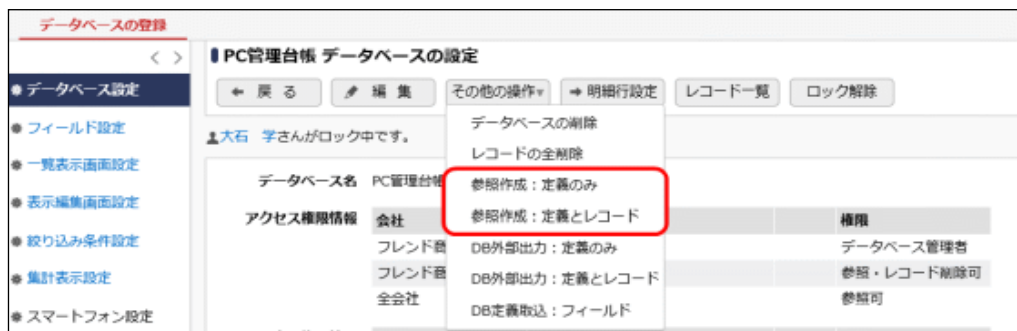 データベースの登録
< >
データベース設定
フィールド設定
一覧表示画面設定
表示編集画面設定
絞り込み条件設定
集計表示設定
スマートフォン設定
PC管理台帳 データベースの設定
← 戻 る 編 集 その他の操作▼ → 明細行設定 レコード一覧 ロック解除
大石 学さんがロック中です。
データベースの削除
レコードの全削除
参照作成：定義のみ
参照作成：定義とレコード
DB外部出力：定義のみ
DB外部出力：定義とレコード
DB定義取込：フィールド
データベース名 PC管理台帳
アクセス権限情報 会社 権限
フレンド商 データベース管理者
フレンド商 参照・レコード削除可
全会社 参照可